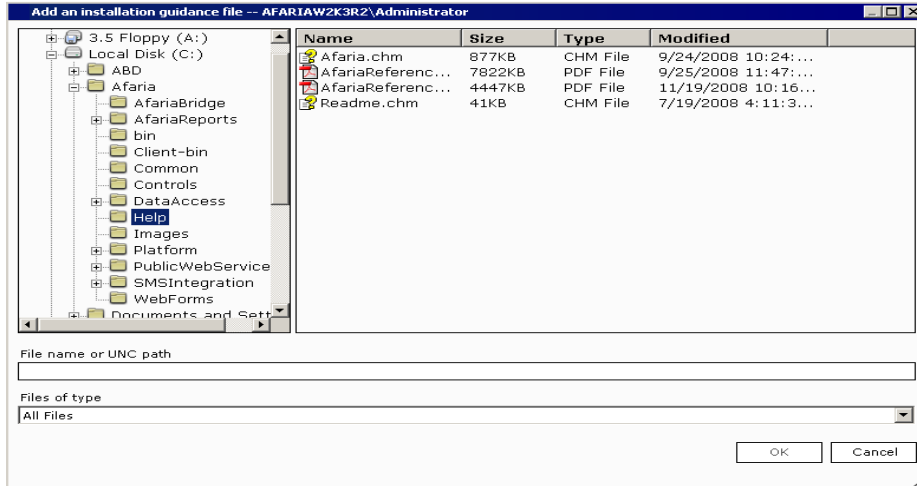 Add an installation guidance file -- AFARIAW2K3R2\Administrator
3.5 Floppy (A:)
Local Disk (C:)
ABD
Afaria
AfariaBridge
AfariaReports
bin
Client-bin
Common
Controls
DataAccess
Help
Images
Platform
PublicWebService
SMSIntegration
WebForms
Documents and Sett
Name Size Type Modified
Afaria.chm 877KB CHM File 9/24/2008 10:24:...
AfariaReferenc... 7822KB PDF File 9/25/2008 11:47:...
AfariaReferenc... 4447KB PDF File 11/19/2008 10:16...
Readme.chm 41KB CHM File 7/19/2008 4:11:3...
File name or UNC path
Files of type
All Files
OK Cancel